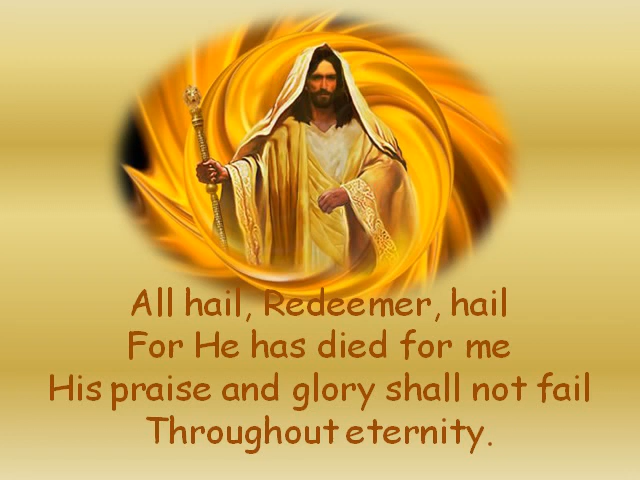 All hail, Redeemer, hail
For He has died for me
His praise and glory shall not fail
Throughout eternity.